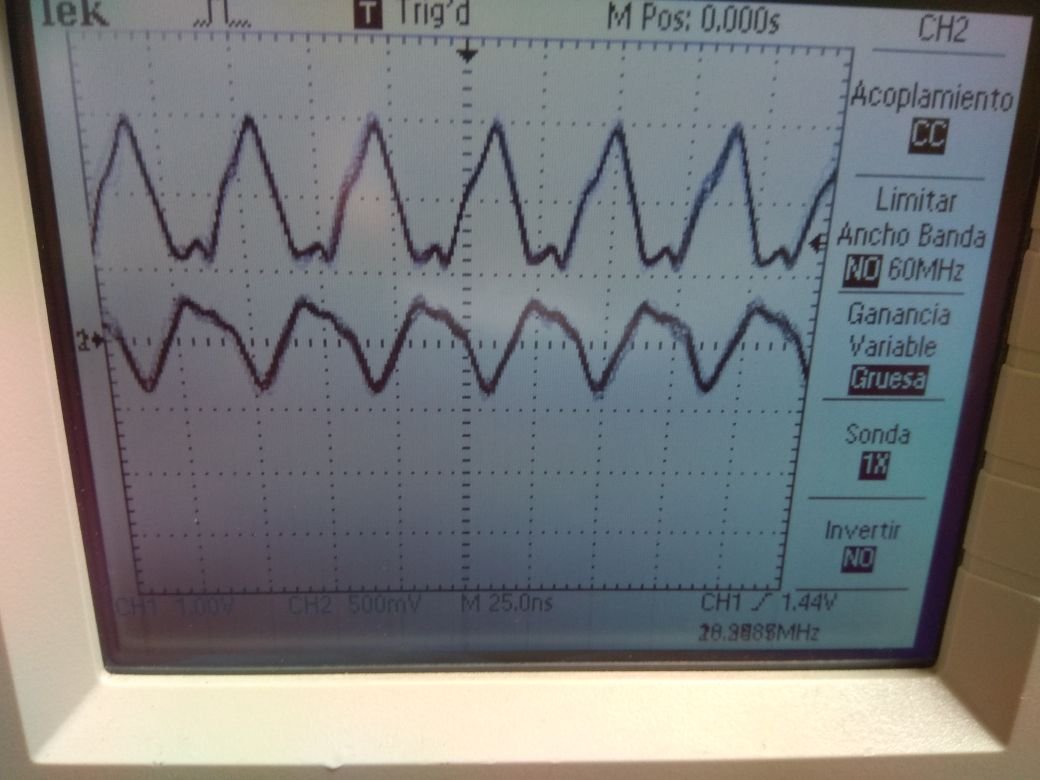 Tek
T Trig'd
M Pos: 0.000s
CH2
Acoplamiento
CC
Limitar
Ancho Banda
NO 60MHz
Ganancia
Variable
Gruesa
Sonda
1X
Invertir
NO
CH1 1.00V CH2 500mV M 25.0ns CH1 1.44V
MHz